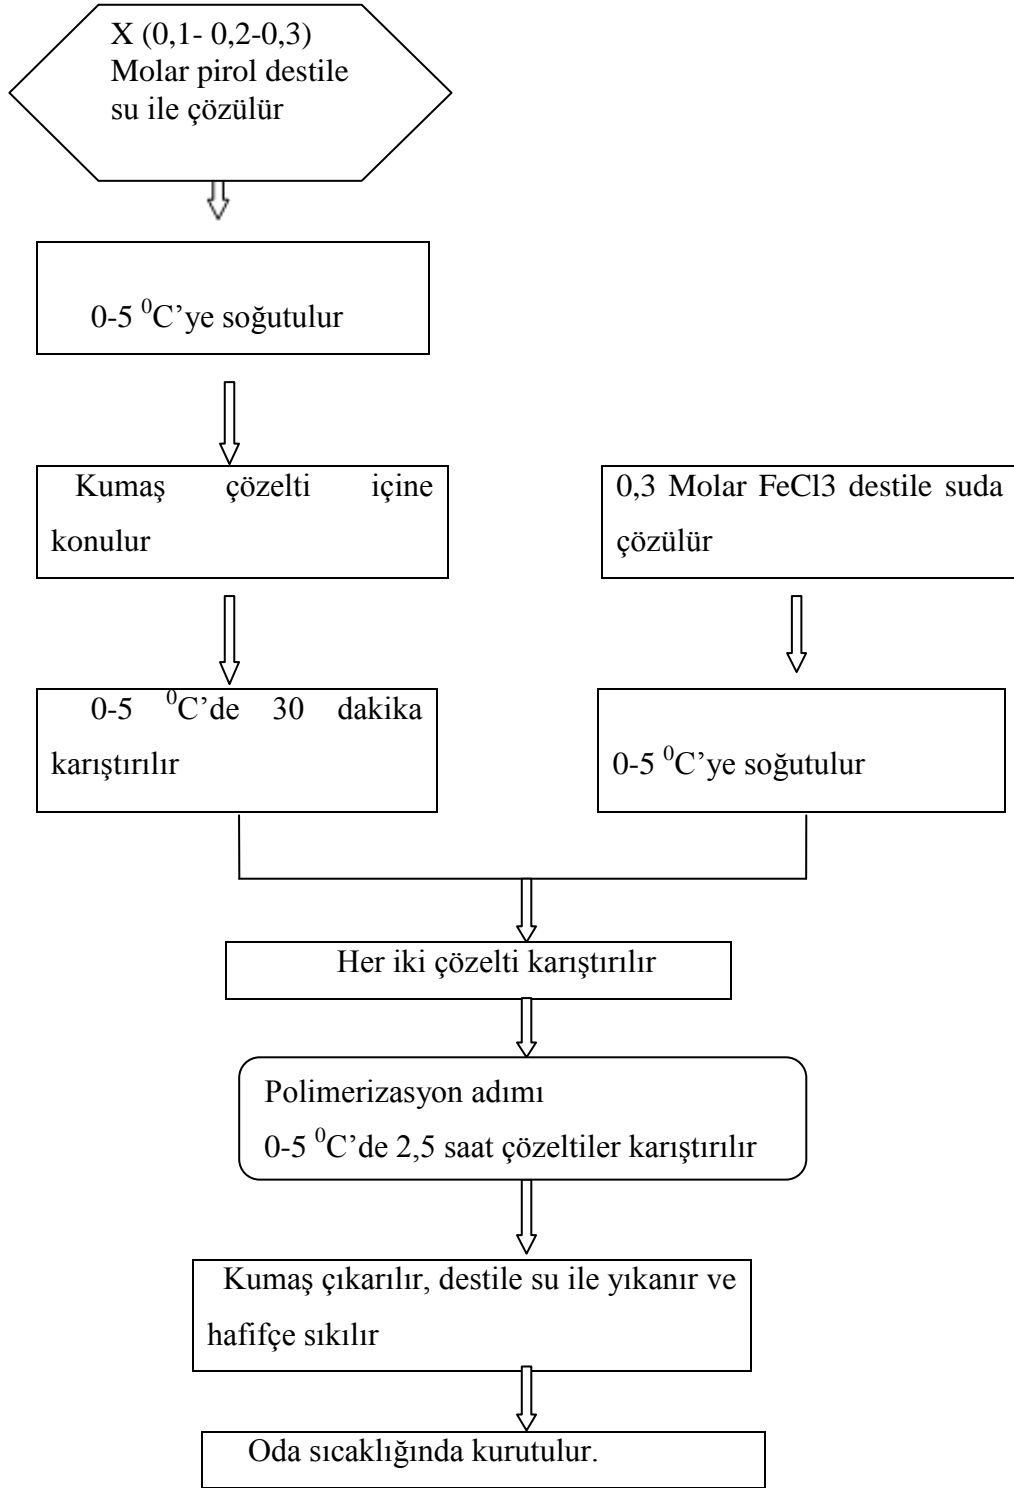 X (0,1- 0,2-0,3)
Molar pirol destile
su ile çözülür
0-5 ⁰C’ye soğutulur
Kumaş çözelti içine
konulur
0-5 ⁰C’de 30 dakika
karıştırılır
0,3 Molar FeCl3 destile suda
çözülür
0-5 ⁰C’ye soğutulur
Her iki çözelti karıştırılır
Polimerizasyon adımı
0-5 ⁰C’de 2,5 saat çözeltiler karıştırılır
Kumaş çıkarılır, destile su ile yıkanır ve
hafifçe sıkılır
Oda sıcaklığında kurutulur.